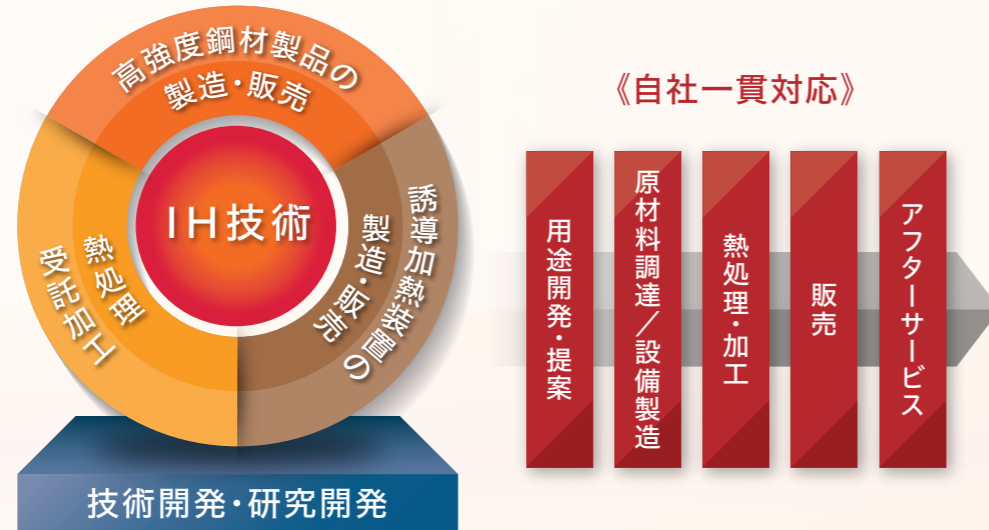 高強度鋼材製品の
製造・販売
IH技術
誘導加熱装置の
製造・販売
熱処理
受託加工
技術開発・研究開発
《自社一貫対応》
用途開発・提案
原材料調達／設備製造
熱処理・加工
販売
アフターサービス